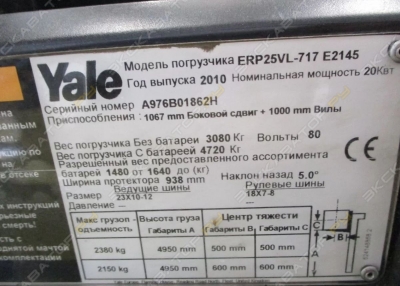 Yale
Модель погрузчика ERP25VL-717 E2145
Год выпуска 2010 Номинальная мощность 20Квт
Серийный номер A976B01862H
Приспособления : 1067 mm Боковой сдвиг + 1000 mm Вилы
Вес погрузчика Без батареи 3080 Кг Вольты 80
Вес погрузчика С батареей 4720 Кг
Разрешенный вес предоставленного ассортимента
батарей 1480 от 1640 до (кг)
Ширина протектора 938 mm Наклон назад 5.0°
Ведущие шины Рулевые шины
Размер 23X10-12 18X7-8
Давление
Макс грузоп-одъемность Высота груза Габариты A Центр тяжести Габариты B Габариты C
2380 kg 4950 mm 500 mm 500 mm
2150 kg 4950 mm 600 mm 600 mm
C
B
A